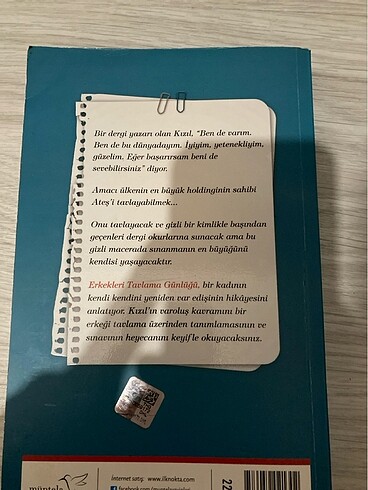 Bir dergi yazarı olan Kızıl, "Ben de varım.
Ben de bu dünyadayım. İyiyim, yetenekliyim,
güzelim, Eğer başarırsam beni de
sevebilirsiniz" diyor.
Amacı ülkenin en büyük holdinginin sahibi
Ateş'i tavlayabilmek...
Onu tavlayacak ve gizli bir kimlikle başından
geçenleri dergi okurlarına sunacak ama bu
gizli macerada sınanmanın en büyüğünü
kendisi yaşayacaktır.
Erkekleri Tavlama Günlüğü, bir kadının
kendi kendini yeniden var edişinin hikâyesini
anlatıyor. Kızıl'ın varoluş kavramını bir
erkeği tavlama üzerinden tanımlamasının ve
sınavının heyecanını keyifle okuyacaksınız.
müptela
İnternet satış: www.ilknokta.com
22